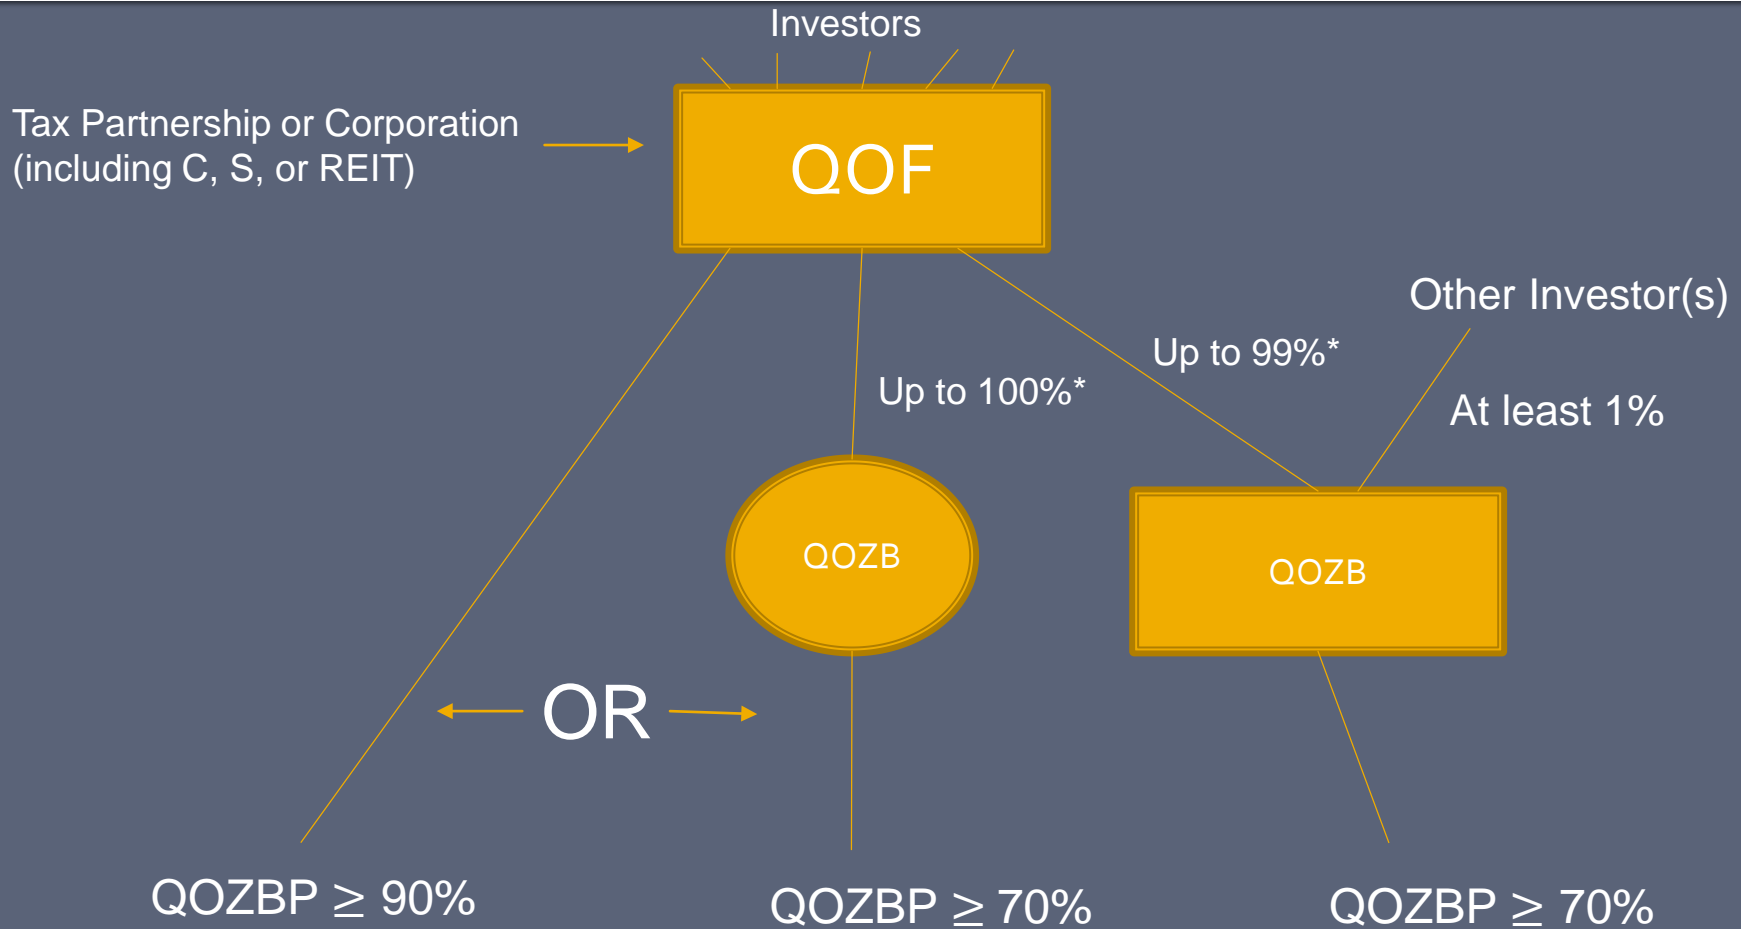 Investors
Tax Partnership or Corporation
(including C, S, or REIT)
QOF
Other Investor(s)
Up to 99%*
Up to 100%*
At least 1%
QOZB
QOZB
OR
QOZBP ≥ 90%
QOZBP ≥ 70%
QOZBP ≥ 70%